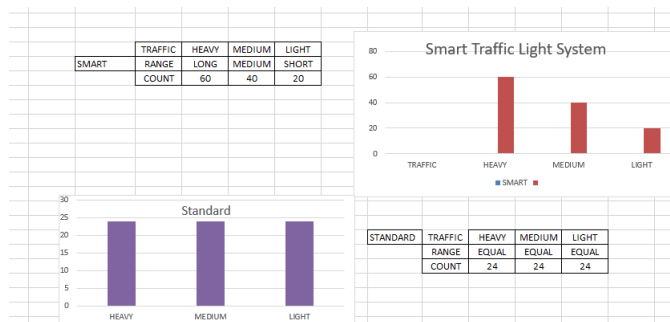 TRAFFIC HEAVY MEDIUM LIGHT
SMART RANGE LONG MEDIUM SHORT
COUNT 60 40 20
Smart Traffic Light System
80
60
40
20
0
TRAFFIC HEAVY MEDIUM LIGHT
SMART
Standard
30
25
20
15
10
5
0
HEAVY MEDIUM LIGHT
STANDARD TRAFFIC HEAVY MEDIUM LIGHT
RANGE EQUAL EQUAL EQUAL
COUNT 24 24 24